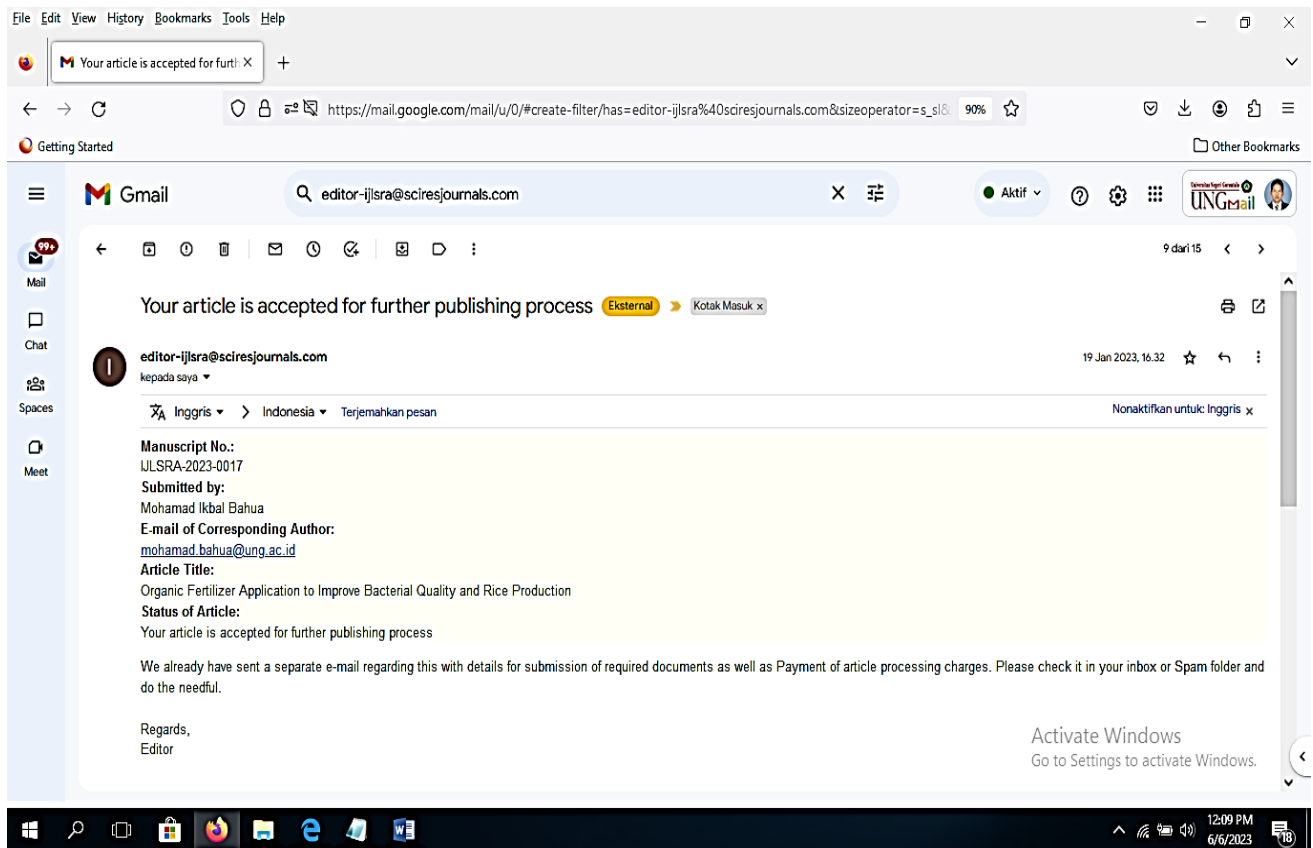 File Edit View History Bookmarks Tools Help
Your article is accepted for furth
https://mail.google.com/mail/u/0/#create-filter/has=editor-ijlsra%40sciresjournals.com&sizeoperator=s_sl&
90%
Getting Started
Other Bookmarks
Gmail
editor-ijlsra@sciresjournals.com
Aktif
Universitas Negeri Gorontalo
UNGMail
99+
Mail
Chat
Spaces
Meet
9 dari 15
Your article is accepted for further publishing process Eksternal Kotak Masuk x
I
editor-ijlsra@sciresjournals.com
19 Jan 2023, 16.32
kepada saya
Inggris > Indonesia Terjemahkan pesan
Nonaktifkan untuk: Inggris x
Manuscript No.:
IJLSRA-2023-0017
Submitted by:
Mohamad Ikbal Bahua
E-mail of Corresponding Author:
mohamad.bahua@ung.ac.id
Article Title:
Organic Fertilizer Application to Improve Bacterial Quality and Rice Production
Status of Article:
Your article is accepted for further publishing process
We already have sent a separate e-mail regarding this with details for submission of required documents as well as Payment of article processing charges. Please check it in your inbox or Spam folder and
do the needful.
Regards,
Editor
Activate Windows
Go to Settings to activate Windows.
12:09 PM
6/6/2023
18